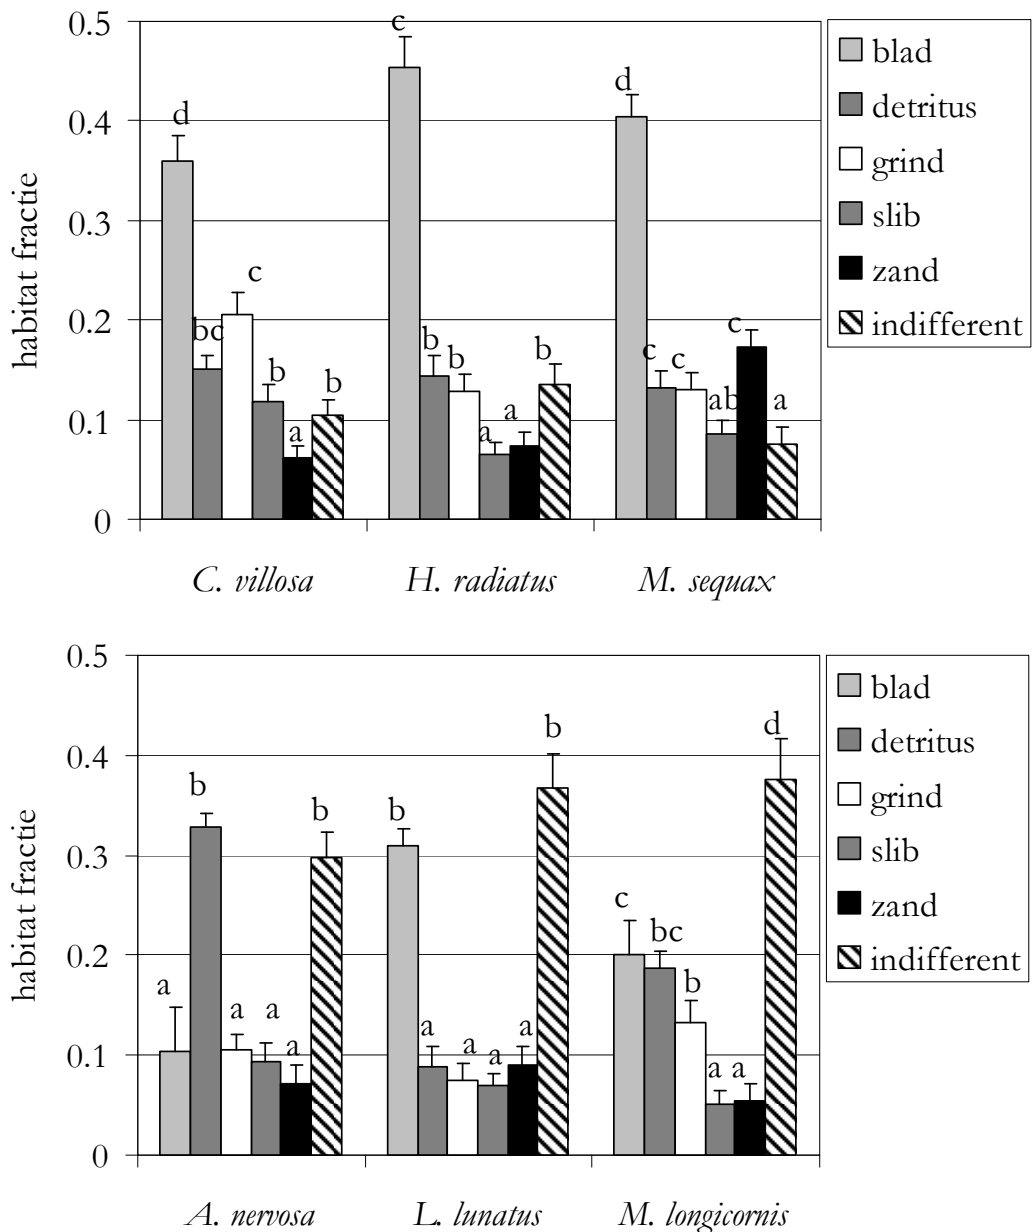 0.5
0.4
0.3
0.2
0.1
0
habitat fractie
d
bc
c
b
a
b
c
b
b
a
a
b
d
c
c
ab
c
a
C. villosa
H. radiatus
M. sequax
blad
detritus
grind
slib
zand
indifferent
0.5
0.4
0.3
0.2
0.1
0
habitat fractie
a
b
a
a
a
b
b
a
a
a
a
b
c
bc
b
a
a
d
A. nervosa
L. lunatus
M. longicornis
blad
detritus
grind
slib
zand
indifferent